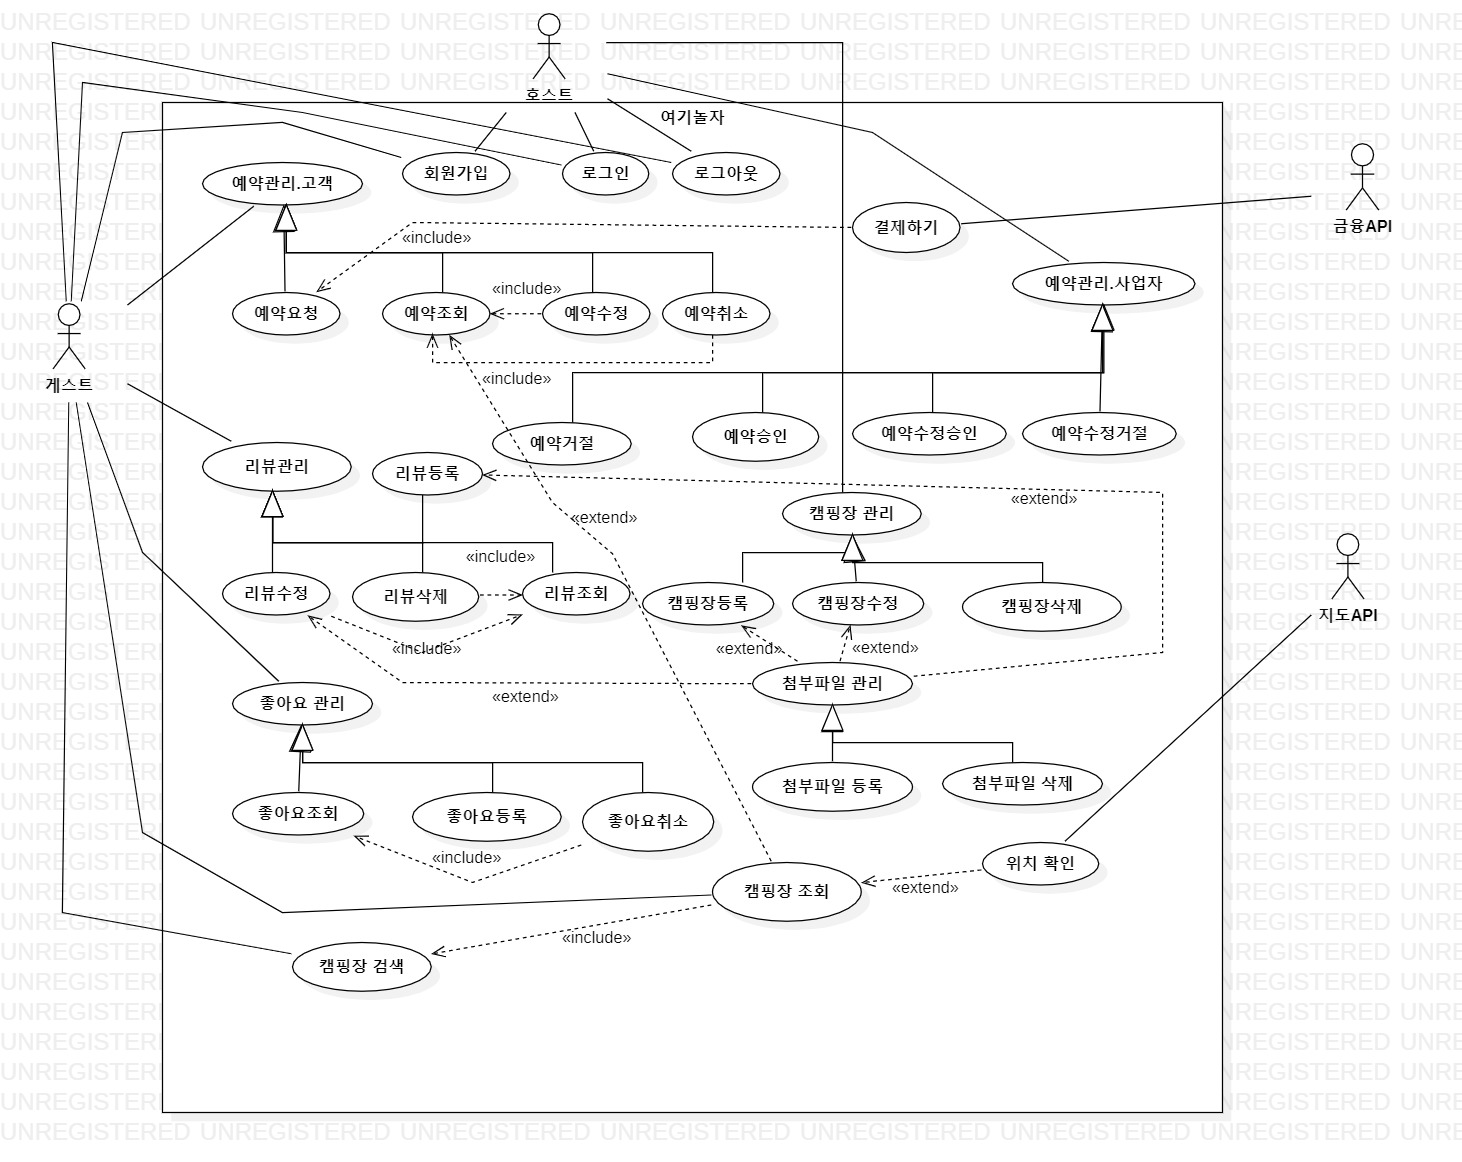 호스트
여기놀자
회원가입
로그인
로그아웃
예약관리.고객
결제하기
금융API
«include»
예약관리.사업자
«include»
예약요청
예약조회
예약수정
예약취소
게스트
«include»
예약거절
예약승인
예약수정승인
예약수정거절
리뷰관리
리뷰등록
«extend»
캠핑장 관리
«extend»
«include»
리뷰수정
리뷰삭제
리뷰조회
캠핑장등록
캠핑장수정
캠핑장삭제
지도API
«include»
«extend»
«extend»
첨부파일 관리
«extend»
좋아요 관리
첨부파일 등록
첨부파일 삭제
좋아요조회
좋아요등록
좋아요취소
«include»
위치 확인
캠핑장 조회
«extend»
«include»
캠핑장 검색
UNREGISTERED